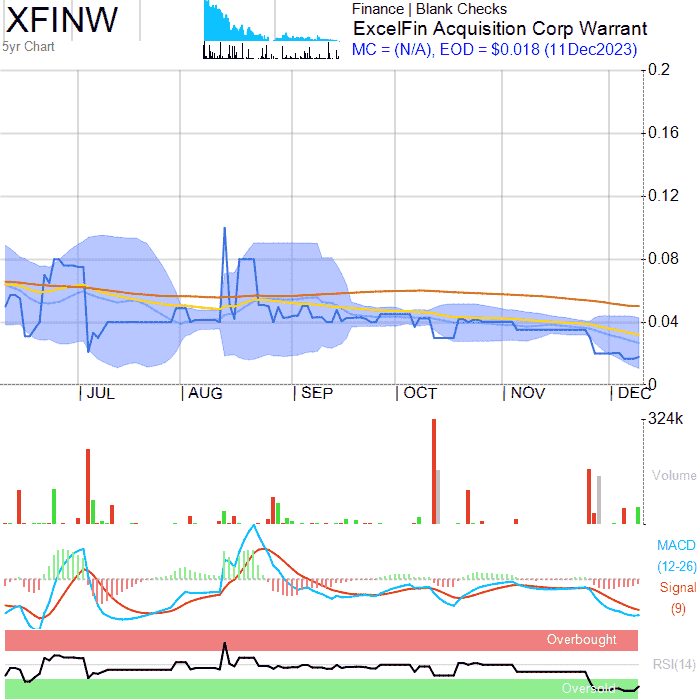 XFINW
5yr Chart
Finance | Blank Checks
ExcelFin Acquisition Corp Warrant
MC = (N/A), EOD = $0.018 (11Dec2023)
0.2
0.16
0.12
0.08
0.04
0
| JUL | AUG | SEP | OCT | NOV | DEC
324k
Volume
MACD
(12-26)
Signal
(9)
Overbought
RSI(14)
Oversold